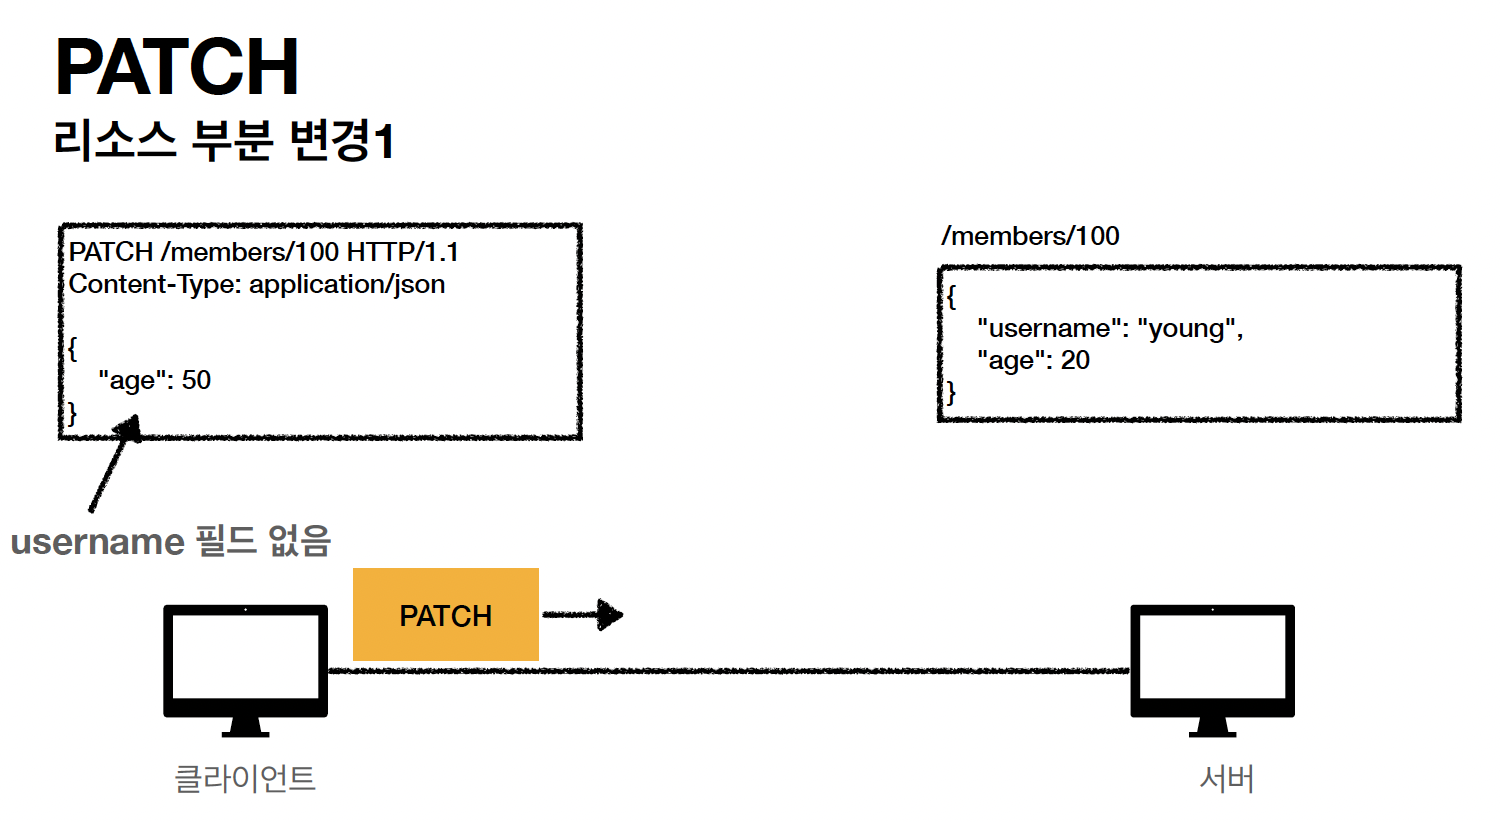 PATCH
리소스 부분 변경1
PATCH /members/100 HTTP/1.1
Content-Type: application/json
{
"age": 50
}
username 필드 없음
/members/100
{
"username": "young",
"age": 20
}
PATCH
클라이언트
서버